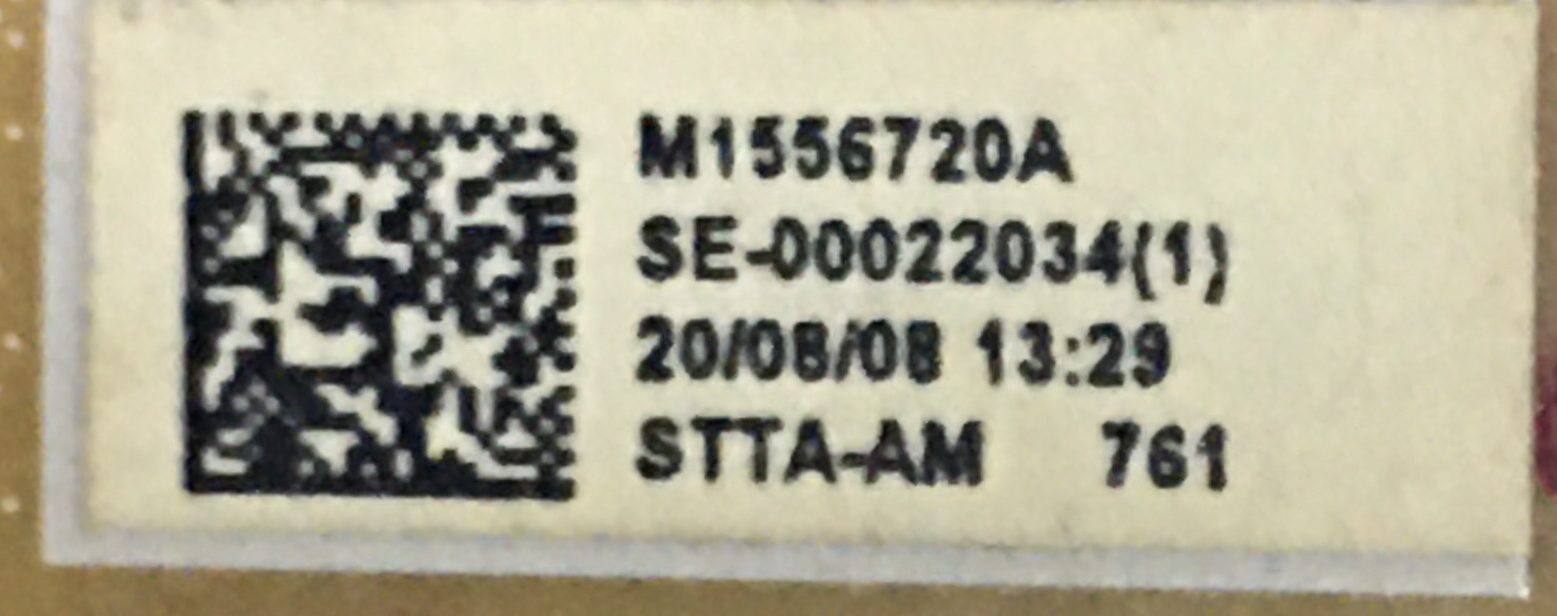 M1556720A
SE-00022034(1)
20/08/08 13:29
STTA-AM 761